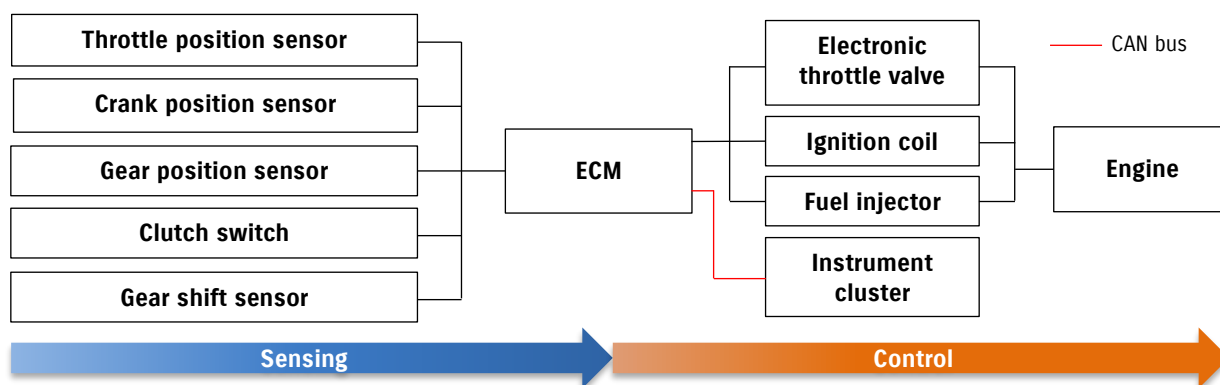 Throttle position sensor
Crank position sensor
Gear position sensor
Clutch switch
Gear shift sensor
ECM
Electronic
throttle valve
Ignition coil
Fuel injector
Instrument
cluster
Engine
CAN bus
Sensing
Control